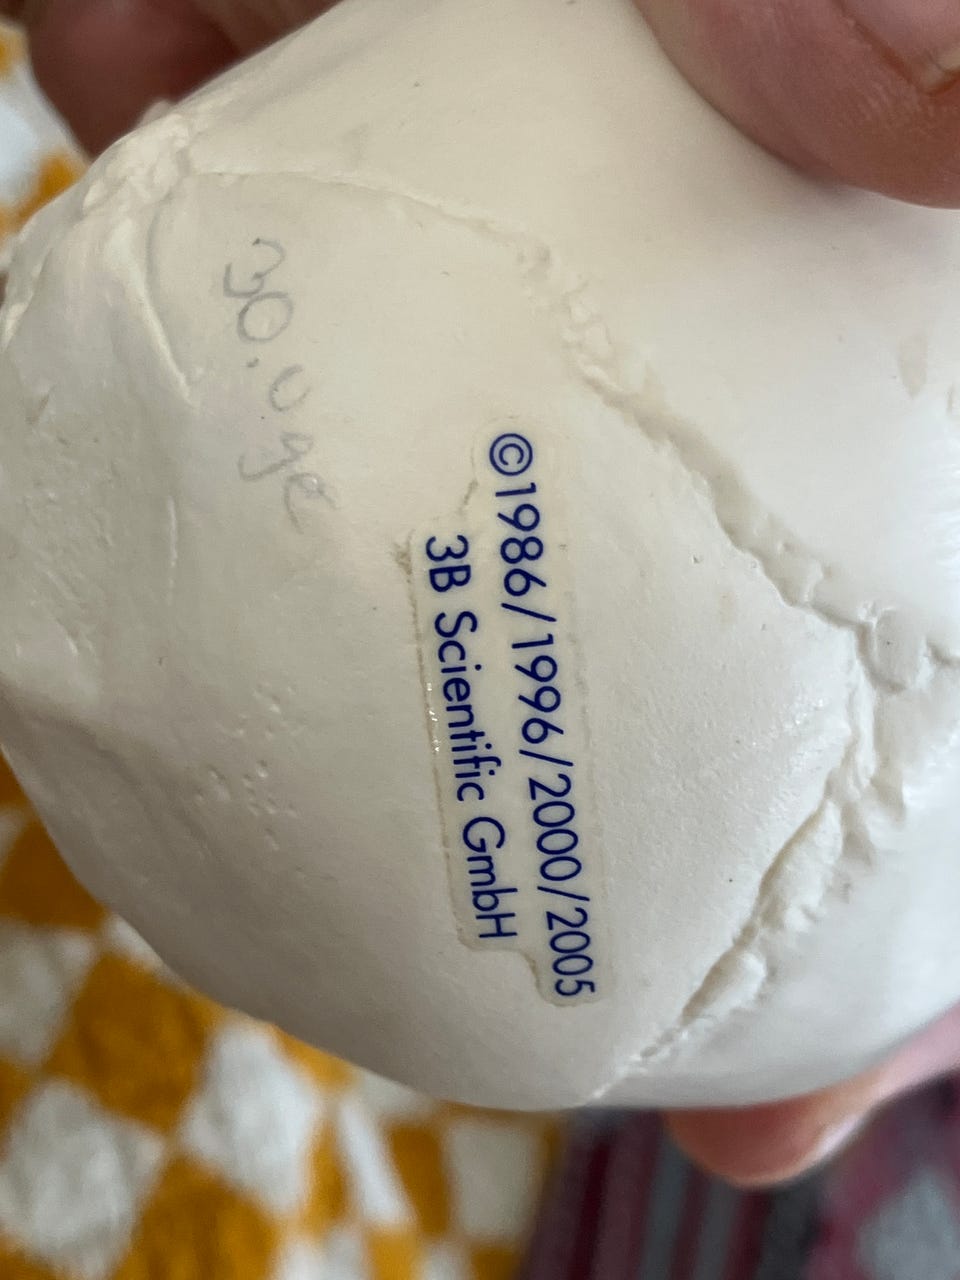 ©1986/1996/2000/2005
3B Scientific GmbH
30. uge